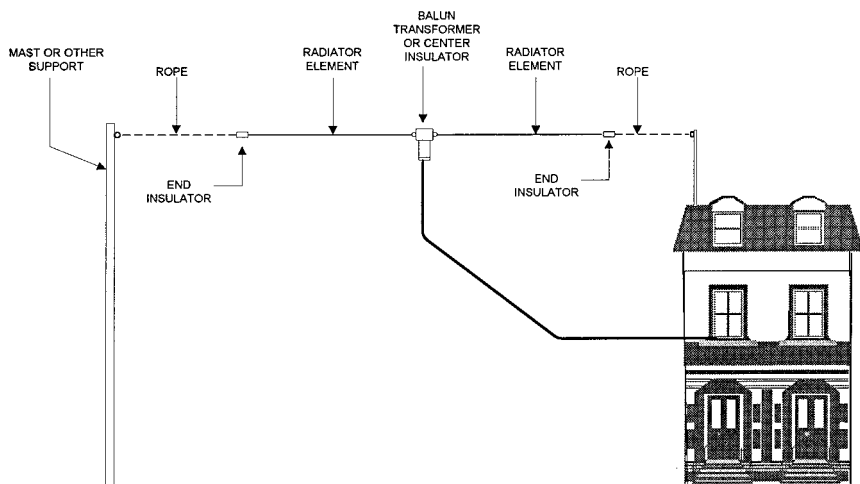 BALUN
TRANSFORMER
OR CENTER
INSULATOR
MAST OR OTHER
SUPPORT
ROPE
RADIATOR
ELEMENT
RADIATOR
ELEMENT
ROPE
END
INSULATOR
END
INSULATOR